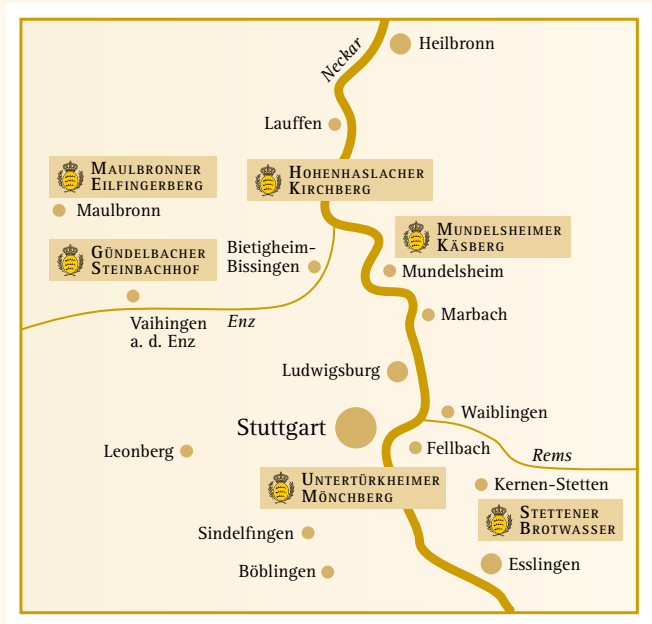 Heilbronn
Neckar
Lauffen
MAULBRONNER
EILFINGERBERG
HOHENHASLACHER
KIRCHBERG
Maulbronn
MUNDELSHEIMER
KÄSBERG
GÜNDELBACHER
STEINBACHHOF
Bietigheim-
Bissingen
Mundelsheim
Marbach
Vaihingen
a. d. Enz
Enz
Ludwigsburg
Waiblingen
Stuttgart
Fellbach
Leonberg
Rems
UNTERTÜRKHEIMER
MÖNCHBERG
Kernen-Stetten
STETTENER
BROTWASSER
Sindelfingen
Esslingen
Böblingen